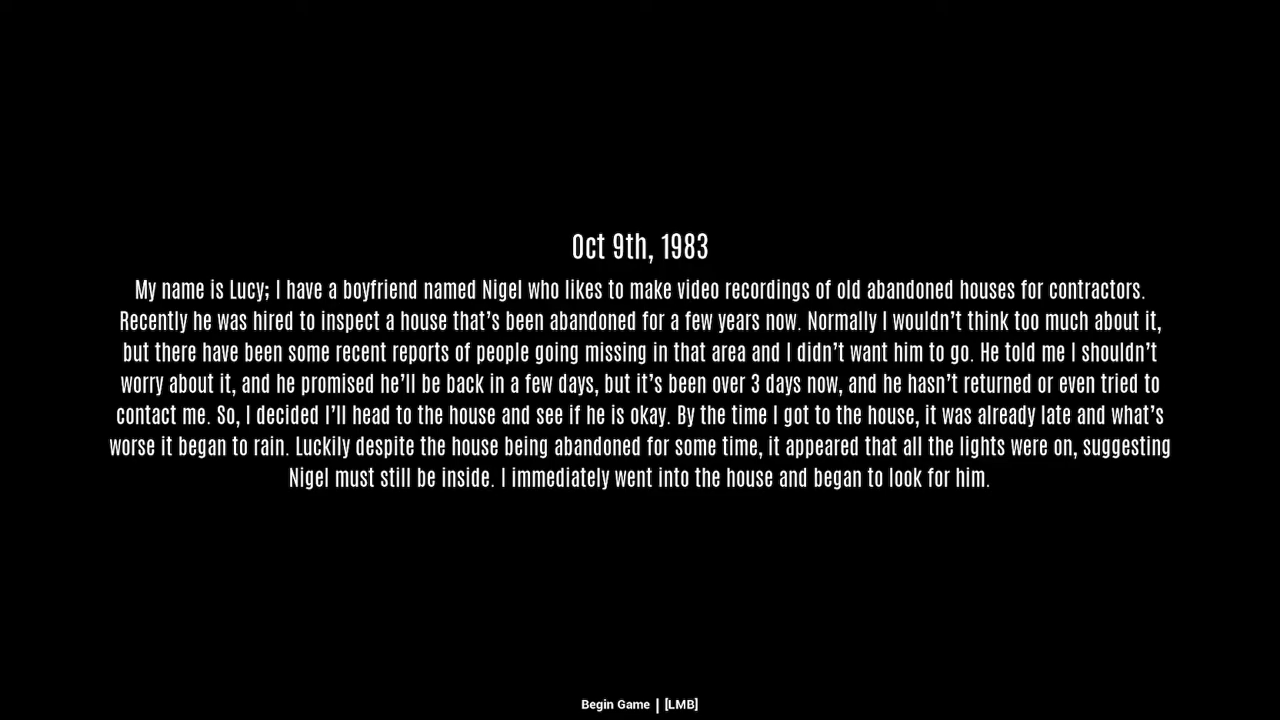 Oct 9th, 1983
My name is Lucy; I have a boyfriend named Nigel who likes to make video recordings of old abandoned houses for contractors.
Recently he was hired to inspect a house that’s been abandoned for a few years now. Normally I wouldn’t think too much about it,
but there have been some recent reports of people going missing in that area and I didn’t want him to go. He told me I shouldn’t
worry about it, and he promised he’ll be back in a few days, but it’s been over 3 days now, and he hasn’t returned or even tried to
contact me. So, I decided I’ll head to the house and see if he is okay. By the time I got to the house, it was already late and what’s
worse it began to rain. Luckily despite the house being abandoned for some time, it appeared that all the lights were on, suggesting
Nigel must still be inside. I immediately went into the house and began to look for him.
Begin Game | [LMB]